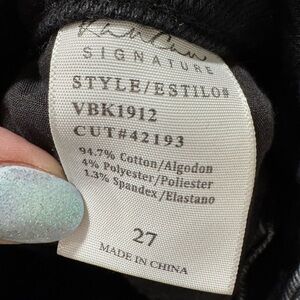 SIGNATURE
STYLE/ESTILO#
VBK1912
CUT#42193
94.7% Cotton/Algodon
4% Polyester/Poliester
1.3% Spandex/Elastano
27
MADE IN CHINA